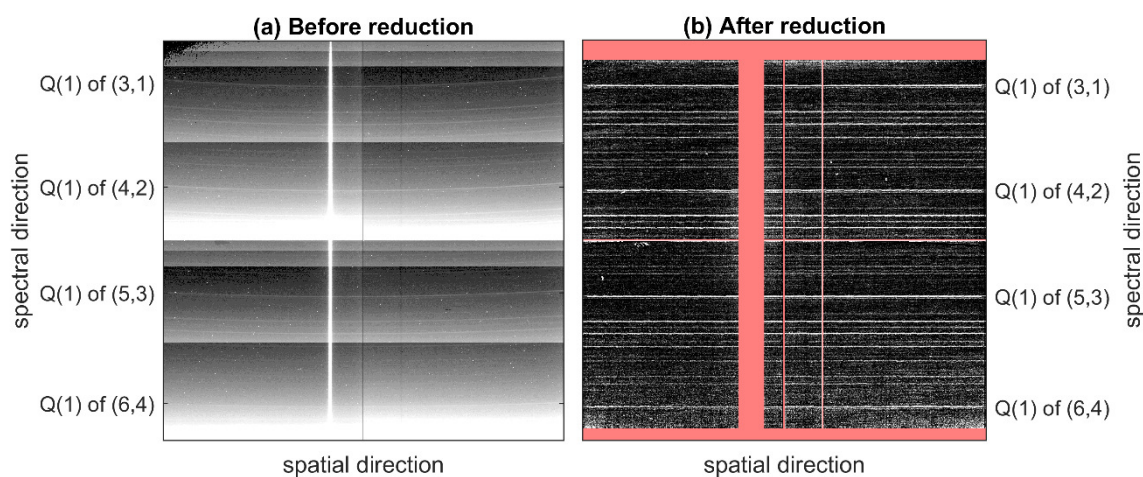 (a) Before reduction
(b) After reduction
Q(1) of (3,1)
Q(1) of (4,2)
Q(1) of (5,3)
Q(1) of (6,4)
spectral direction
spatial direction
Q(1) of (3,1)
Q(1) of (4,2)
Q(1) of (5,3)
Q(1) of (6,4)
spectral direction
spatial direction